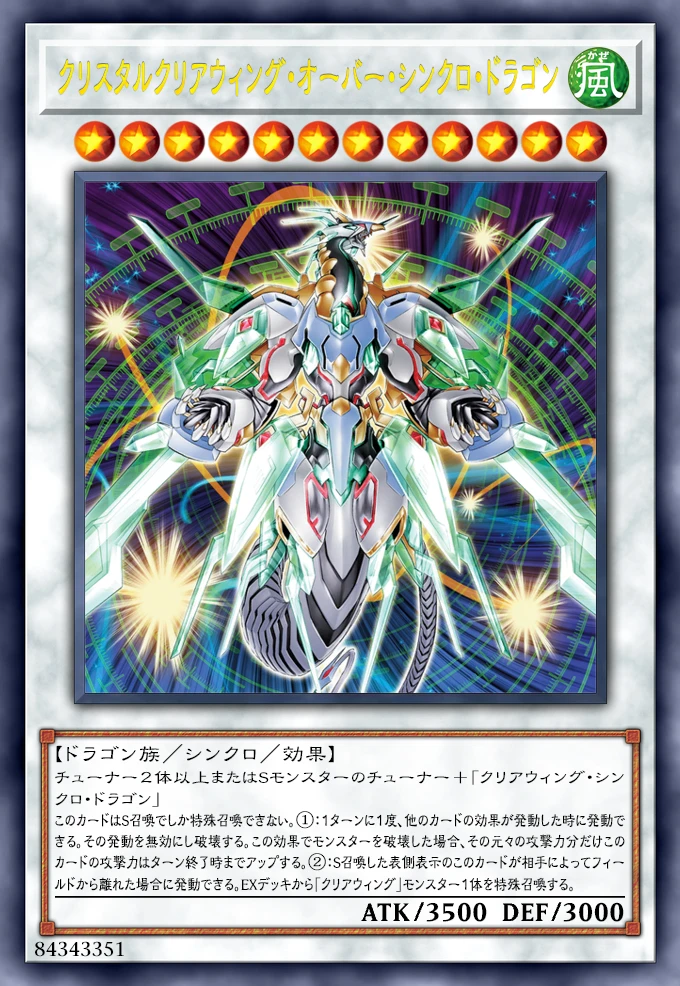 クリスタルクリアウィング・オーバー・シンクロ・ドラゴン
かぜ
風
【ドラゴン族／シンクロ／効果】
チューナー２体以上またはSモンスターのチューナー＋「クリアウィング・シン
クロ・ドラゴン」
このカードはS召喚でしか特殊召喚できない。①:1ターンに1度、他のカードの効果が発動した時に発動で
きる。その発動を無効にし破壊する。この効果でモンスターを破壊した場合、その元々の攻撃力分だけこの
カードの攻撃力はターン終了時までアップする。②:S召喚した表側表示のこのカードが相手によってフィー
ルドから離れた場合に発動できる。EXデッキから「クリアウィング」モンスター1体を特殊召喚する。
ATK/3500 DEF/3000
84343351